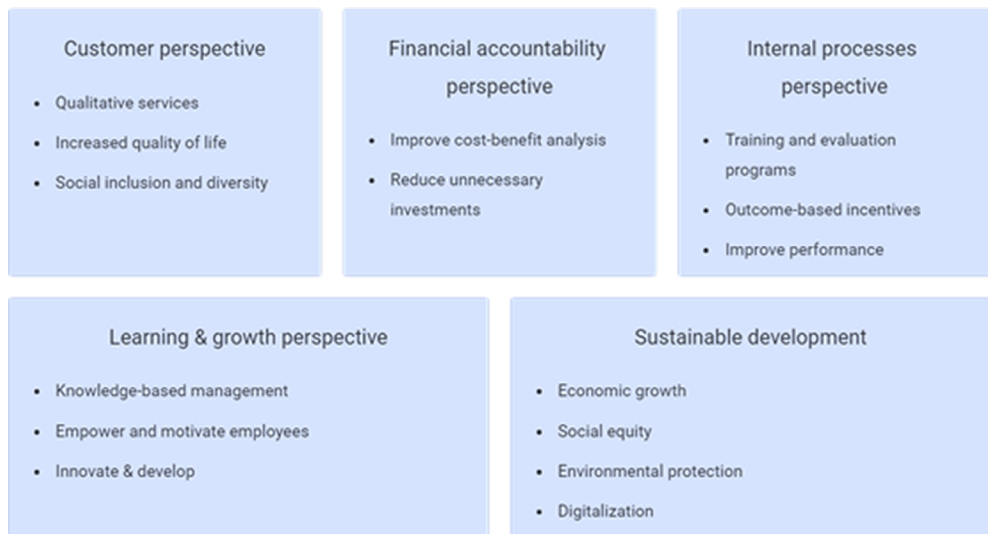 Customer perspective
• Qualitative services
• Increased quality of life
• Social inclusion and diversity
Financial accountability
perspective
• Improve cost-benefit analysis
• Reduce unnecessary
investments
Internal processes
perspective
• Training and evaluation
programs
• Outcome-based incentives
• Improve performance
Learning & growth perspective
• Knowledge-based management
• Empower and motivate employees
• Innovate & develop
Sustainable development
• Economic growth
• Social equity
• Environmental protection
• Digitalization